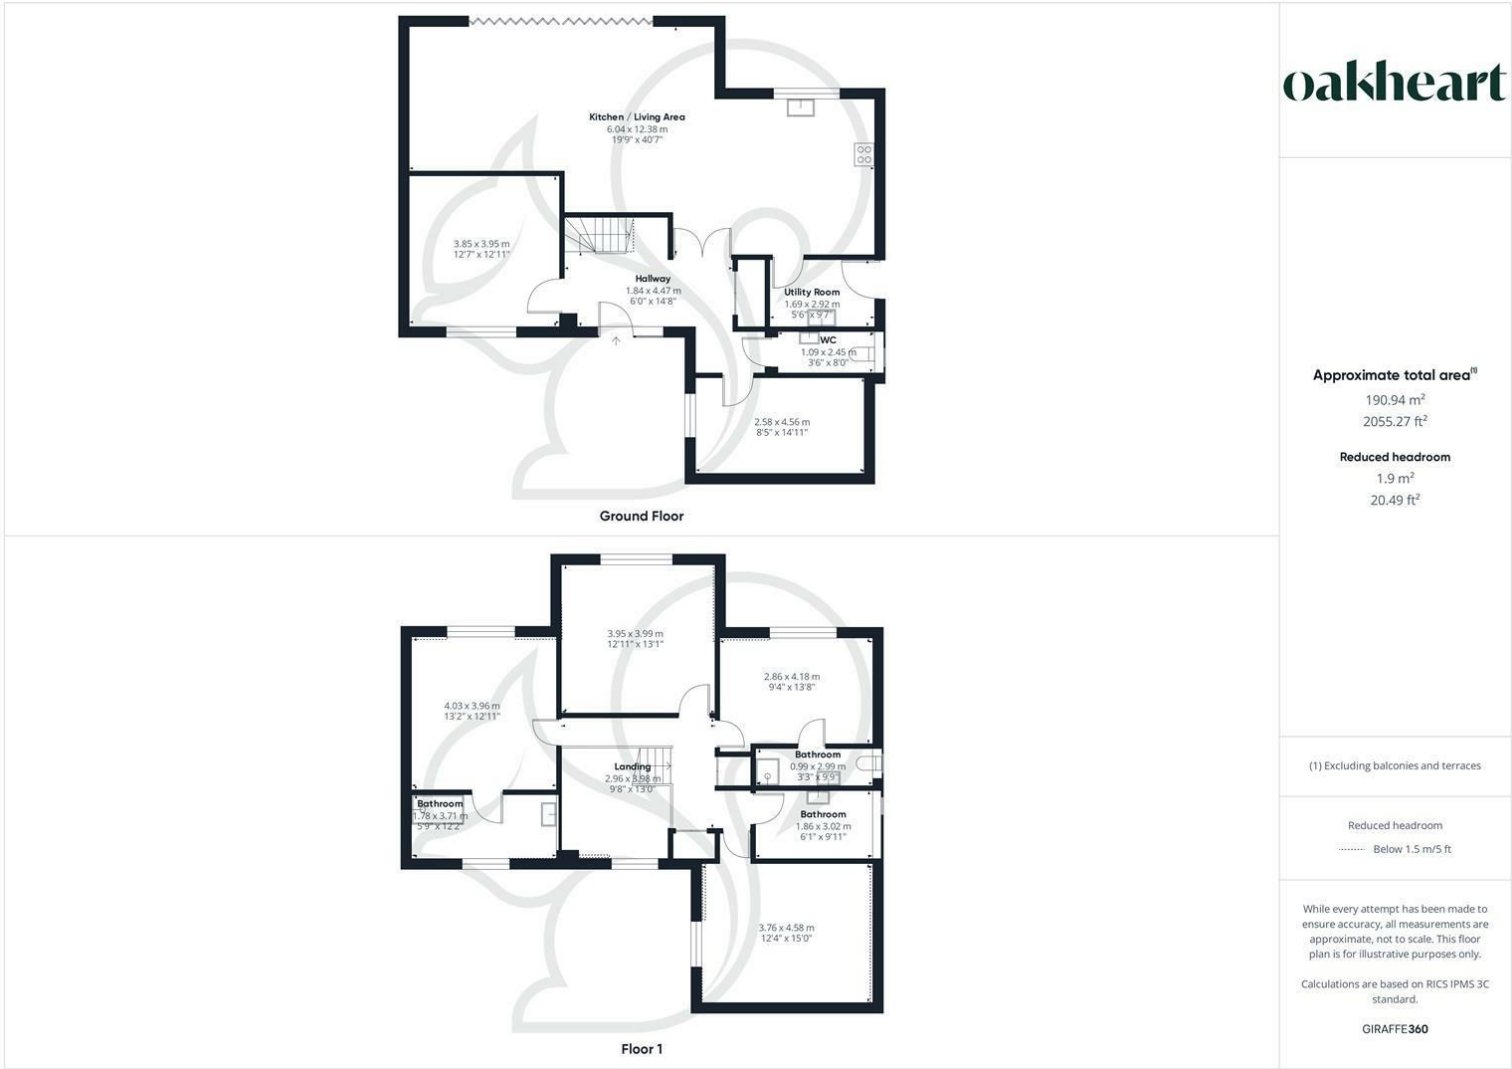 Kitchen / Living Area
6.04 x 12.38 m
19'9" x 40'7"
3.85 x 3.95 m
12'7" x 12'11"
Hallway
1.84 x 4.47 m
6'0" x 14'8"
Utility Room
1.69 x 2.92 m
5'6" x 9'7"
WC
1.09 x 2.45 m
3'6" x 8'0"
2.58 x 4.56 m
8'5" x 14'11"
Ground Floor
3.95 x 3.99 m
12'11" x 13'1"
2.86 x 4.18 m
9'4" x 13'8"
4.03 x 3.96 m
13'2" x 12'11"
Landing
2.96 x 3.98 m
9'8" x 13'0"
Bathroom
0.99 x 2.99 m
3'3" x 9'9"
Bathroom
1.78 x 3.71 m
5'9" x 12'2"
Bathroom
1.86 x 3.02 m
6'1" x 9'11"
3.76 x 4.58 m
12'4" x 15'0"
Floor 1
oakheart
Approximate total area(1)
190.94 m²
2055.27 ft²
Reduced headroom
1.9 m²
20.49 ft²
(1) Excluding balconies and terraces
Reduced headroom
Below 1.5 m/5 ft
While every attempt has been made to
ensure accuracy, all measurements are
approximate, not to scale. This floor
plan is for illustrative purposes only.
Calculations are based on RICS IPMS 3C
standard.
GIRAFFE360